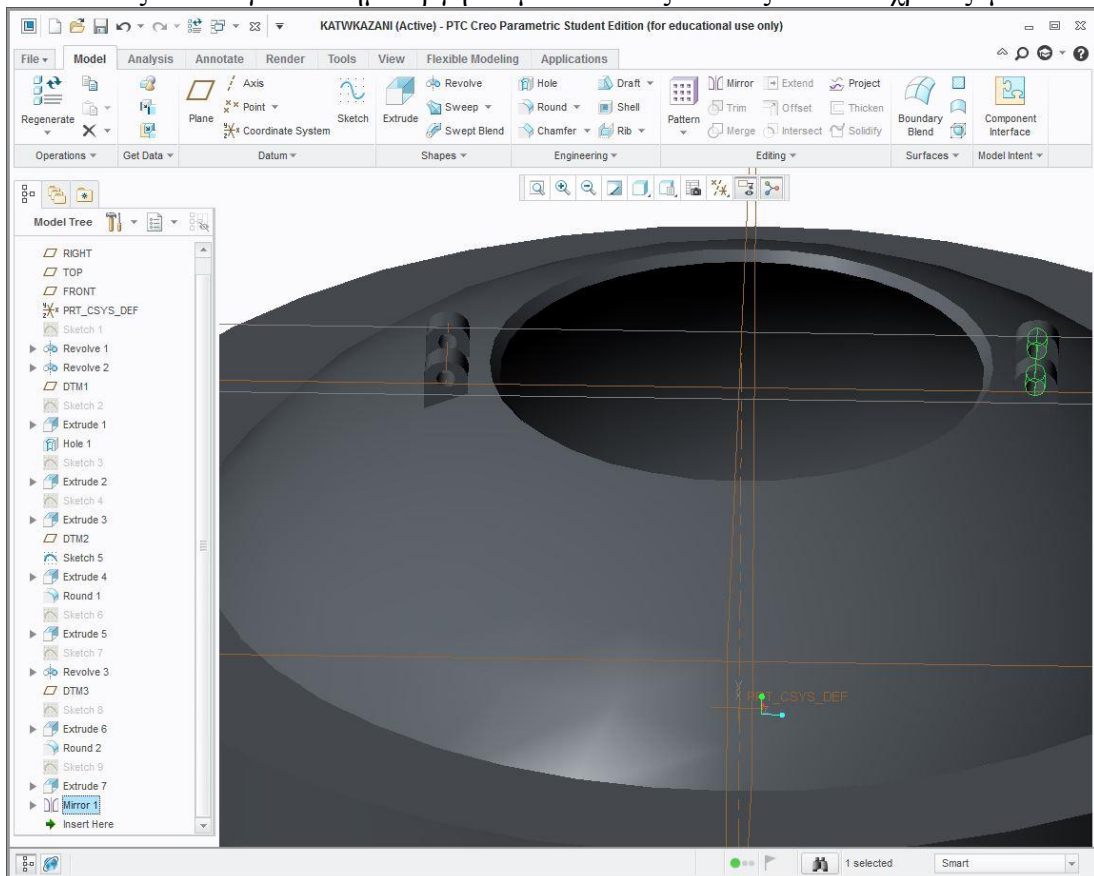 KATWKAZANI (Active) - PTC Creo Parametric Student Edition (for educational use only)
File Model Analysis Annotate Render Tools View Flexible Modeling Applications
Regenerate
Operations
Get Data
Plane
Axis
Point
Coordinate System
Sketch
Datum
Extrude
Revolve
Sweep
Swept Blend
Shapes
Hole
Draft
Round
Shell
Chamfer
Rib
Engineering
Pattern
Mirror
Extend
Project
Trim
Offset
Thicken
Merge
Intersect
Solidify
Editing
Boundary Blend
Surfaces
Component Interface
Model Intent
Model Tree
RIGHT
TOP
FRONT
PRT_CSYS_DEF
Sketch 1
Revolve 1
Revolve 2
DTM1
Sketch 2
Extrude 1
Hole 1
Sketch 3
Extrude 2
Sketch 4
Extrude 3
DTM2
Sketch 5
Extrude 4
Round 1
Sketch 6
Extrude 5
Sketch 7
Revolve 3
DTM3
Sketch 8
Extrude 6
Round 2
Sketch 9
Extrude 7
Mirror 1
Insert Here
PRT_CSYS_DEF
1 selected
Smart